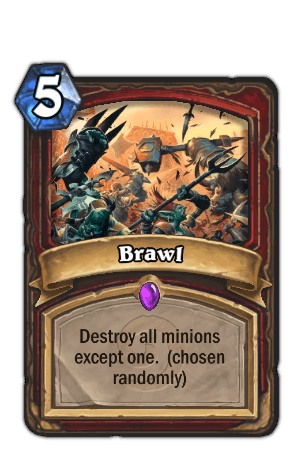 5
Brawl
Destroy all minions
except one.  (chosen
randomly)